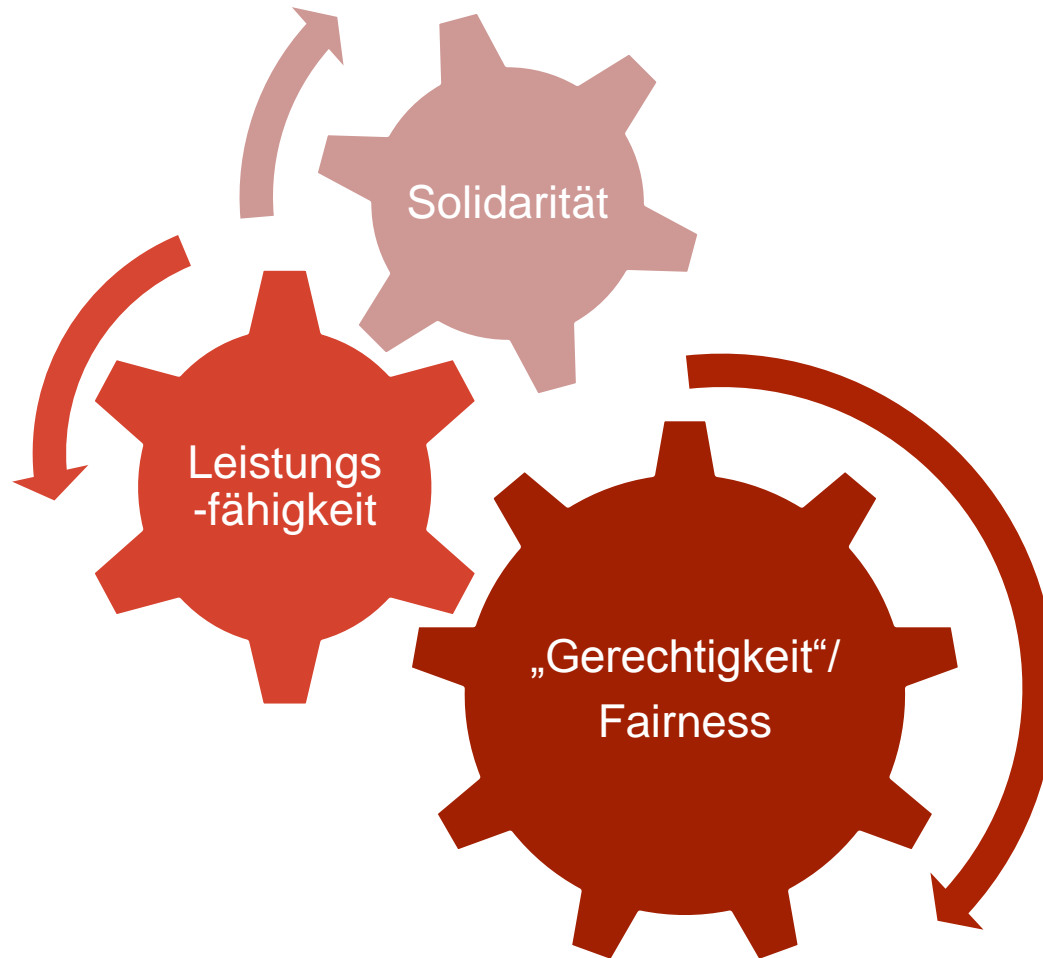 Solidarität
Leistungs
-fähigkeit
„Gerechtigkeit“/
Fairness